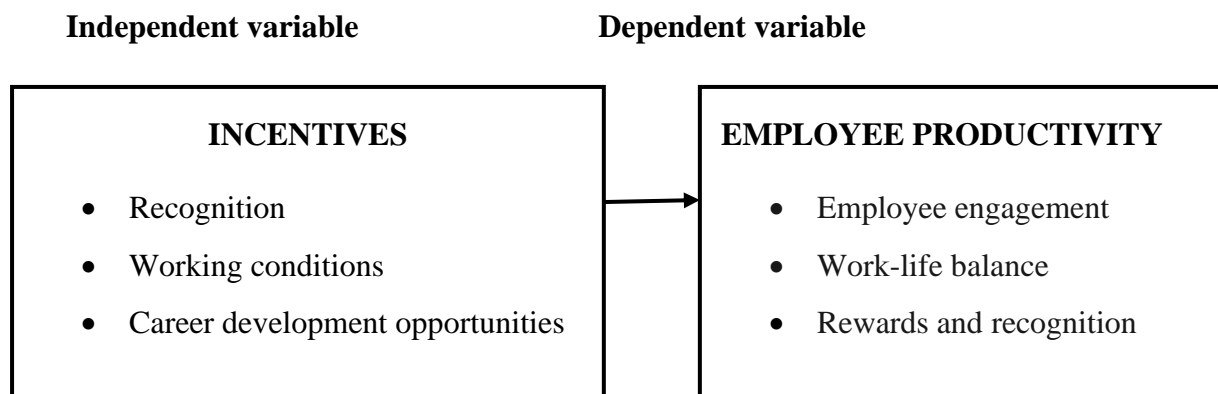 Independent variable
Dependent variable
INCENTIVES
• Recognition
• Working conditions
• Career development opportunities
EMPLOYEE PRODUCTIVITY
• Employee engagement
• Work-life balance
• Rewards and recognition